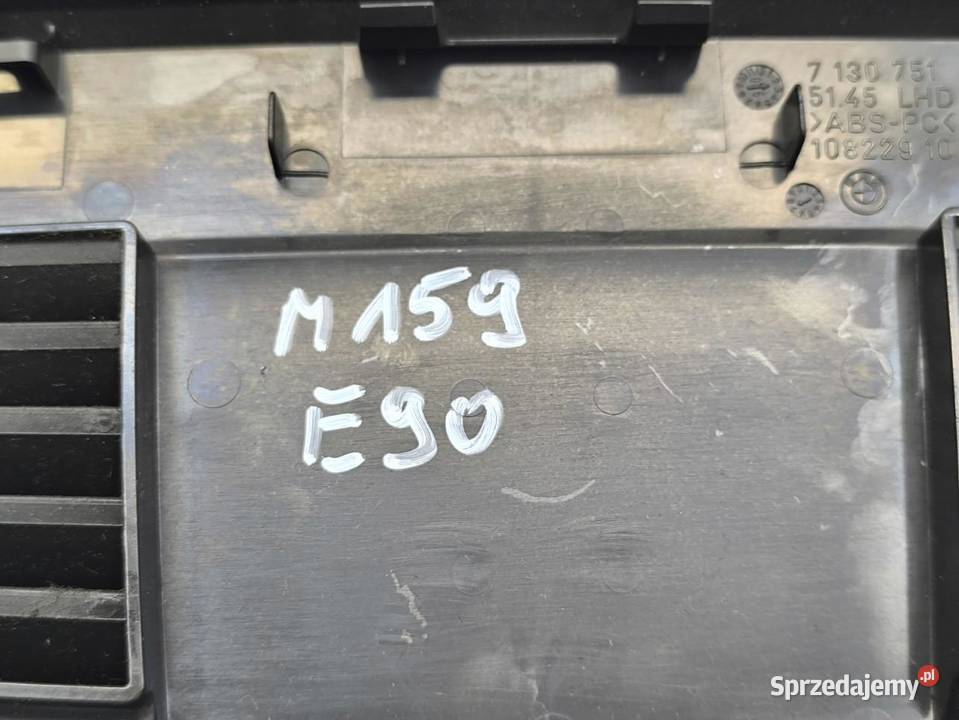 7 130 751
51.45 LHD
>ABS-PC<
108229 10
M159
E90
Sprzedajemy.pl